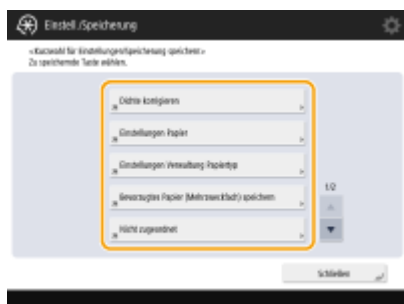 Einstell./Speicherung
<Kurzwahl für Einstellungen/Speicherung speichern>
Zu speichernde Taste wählen.
Dichte korrigieren
Einstellungen Papier
Einstellungen Verwaltung Papiertyp
Bevorzugtes Papier (Mehrzweckfach) speichern
1/2
Nicht zugeordnet
Schließen